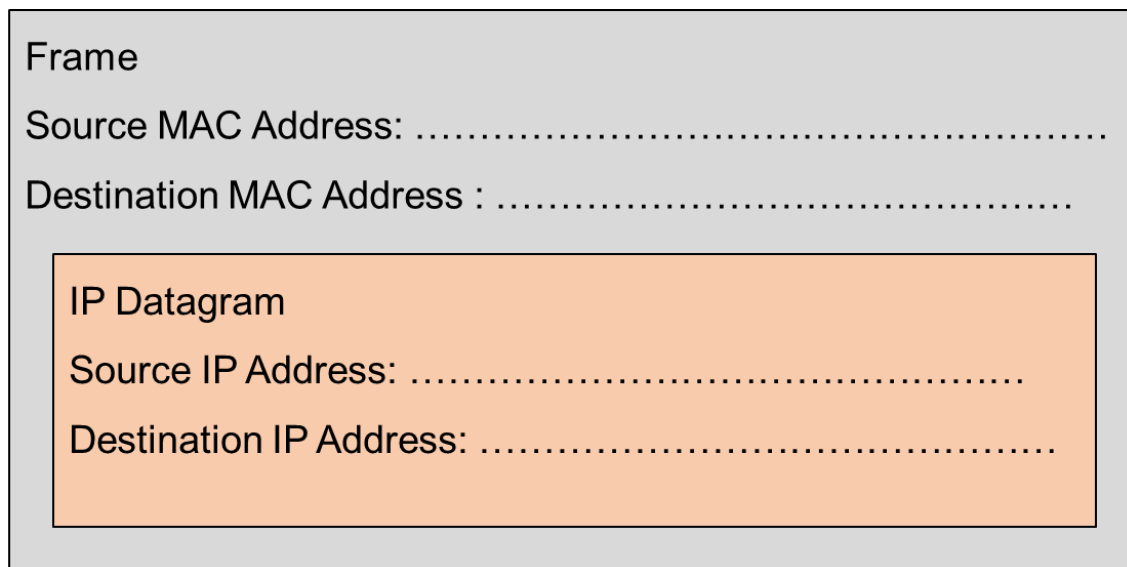 Frame
Source MAC Address: ……………………………………………
Destination MAC Address : ……………………………………
IP Datagram
Source IP Address: ………………………………………
Destination IP Address: ……………………………………